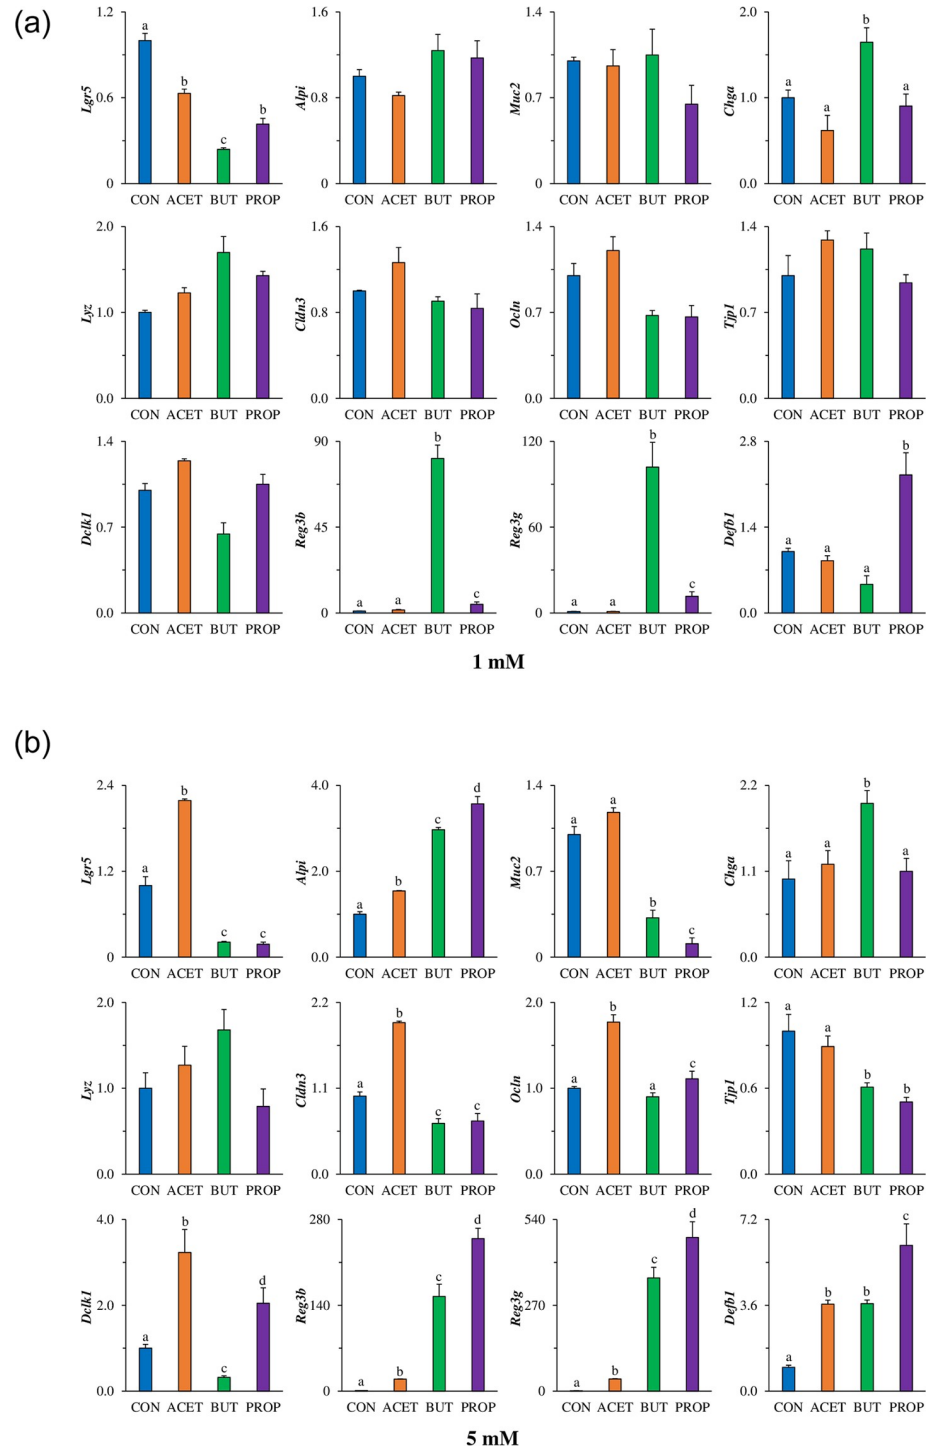 (a)
Lgr5
1.2
0.6
0
a
b
c
b
CON ACET BUT PROP
Alpi
1.6
0.8
0
CON ACET BUT PROP
Muc2
1.4
0.7
0
CON ACET BUT PROP
Chga
2.0
1.0
0.0
a
a
b
a
CON ACET BUT PROP
Lyz
2.0
1.0
0.0
CON ACET BUT PROP
Cldn3
1.6
0.8
0.0
CON ACET BUT PROP
Ocln
1.4
0.7
0.0
CON ACET BUT PROP
Tjp1
1.4
0.7
0.0
CON ACET BUT PROP
Dclk1
1.4
0.7
0.0
CON ACET BUT PROP
Reg3b
90
45
0
a
a
b
c
CON ACET BUT PROP
Reg3g
120
60
0
a
a
b
c
CON ACET BUT PROP
Defb1
2.8
1.4
0.0
a
a
a
b
CON ACET BUT PROP
1 mM
(b)
Lgr5
2.4
1.2
0
a
b
c
c
CON ACET BUT PROP
Alpi
4.0
2.0
0.0
a
b
c
d
CON ACET BUT PROP
Muc2
1.4
0.7
0
a
a
b
c
CON ACET BUT PROP
Chga
2.2
1.1
0.0
a
a
b
a
CON ACET BUT PROP
Lyz
2.0
1.0
0.0
CON ACET BUT PROP
Cldn3
2.2
1.1
0.0
a
b
c
c
CON ACET BUT PROP
Ocln
2.0
1.0
0.0
a
b
a
c
CON ACET BUT PROP
Tjp1
1.2
0.6
0.0
a
a
b
b
CON ACET BUT PROP
Dclk1
4.0
2.0
0.0
a
b
c
d
CON ACET BUT PROP
Reg3b
280
140
0
a
b
c
d
CON ACET BUT PROP
Reg3g
540
270
0
a
b
c
d
CON ACET BUT PROP
Defb1
7.2
3.6
0.0
a
b
b
c
CON ACET BUT PROP
5 mM